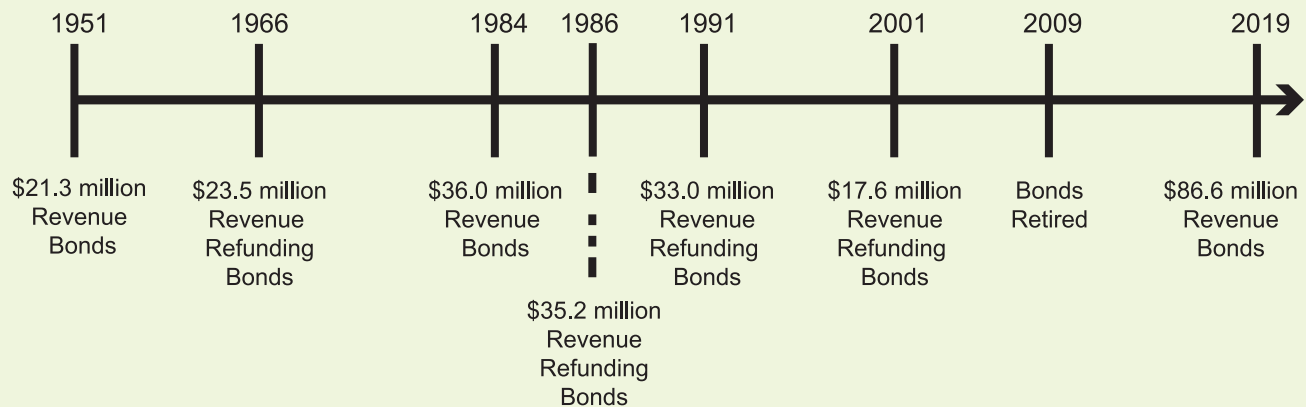 1951
1966
1984
1986
1991
2001
2009
2019
$21.3 million
Revenue
Bonds
$23.5 million
Revenue
Refunding
Bonds
$36.0 million
Revenue
Bonds
$35.2 million
Revenue
Refunding
Bonds
$33.0 million
Revenue
Refunding
Bonds
$17.6 million
Revenue
Refunding
Bonds
Bonds
Retired
$86.6 million
Revenue
Bonds